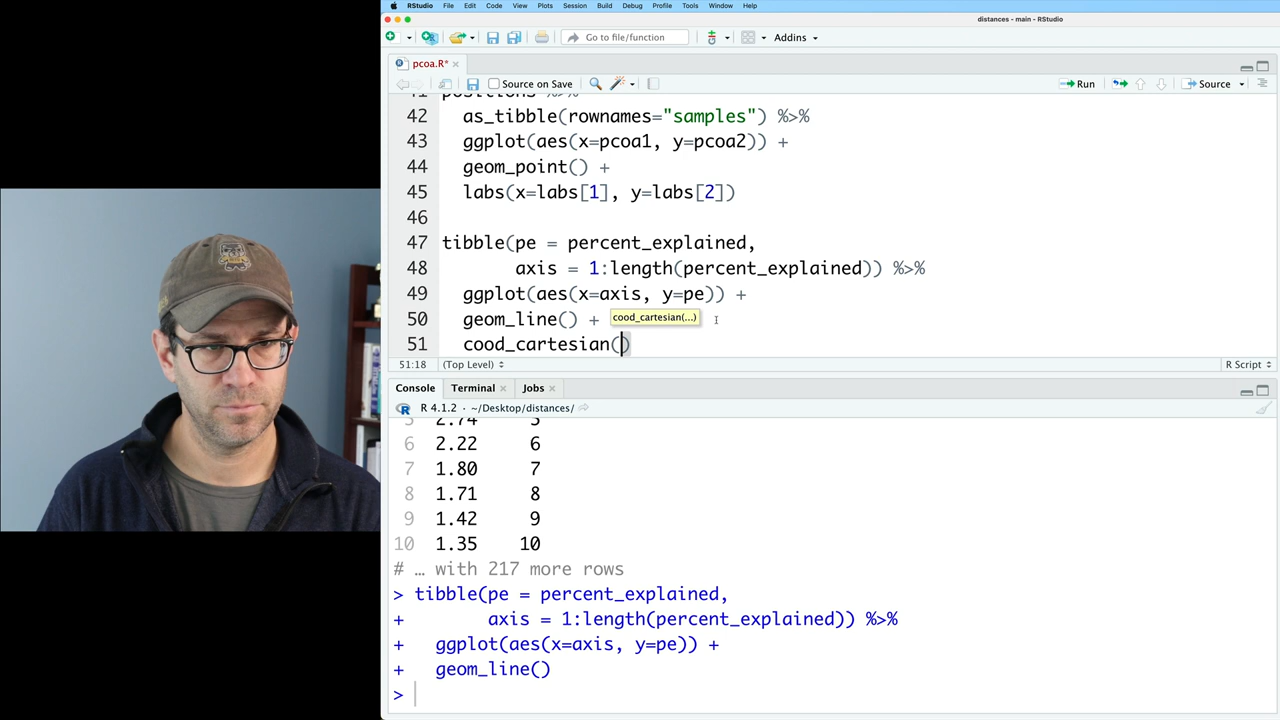 RStudio File Edit Code View Plots Session Build Debug Profile Tools Window Help
distances - main - RStudio
Go to file/function Addins
pcoa.R*
Source on Save Run Source
41 positions %>%
42 as_tibble(rownames="samples") %>%
43 ggplot(aes(x=pcoa1, y=pcoa2)) +
44 geom_point() +
45 labs(x=labs[1], y=labs[2])
46
47 tibble(pe = percent_explained,
48 axis = 1:length(percent_explained)) %>%
49 ggplot(aes(x=axis, y=pe)) +
50 geom_line() + cood_cartesian(...)
51 cood_cartesian()
51:18 (Top Level) R Script
Console Terminal Jobs
R 4.1.2 · ~/Desktop/distances/
5 2.74 5
6 2.22 6
7 1.80 7
8 1.71 8
9 1.42 9
10 1.35 10
# … with 217 more rows
> tibble(pe = percent_explained,
+ axis = 1:length(percent_explained)) %>%
+ ggplot(aes(x=axis, y=pe)) +
+ geom_line()
>